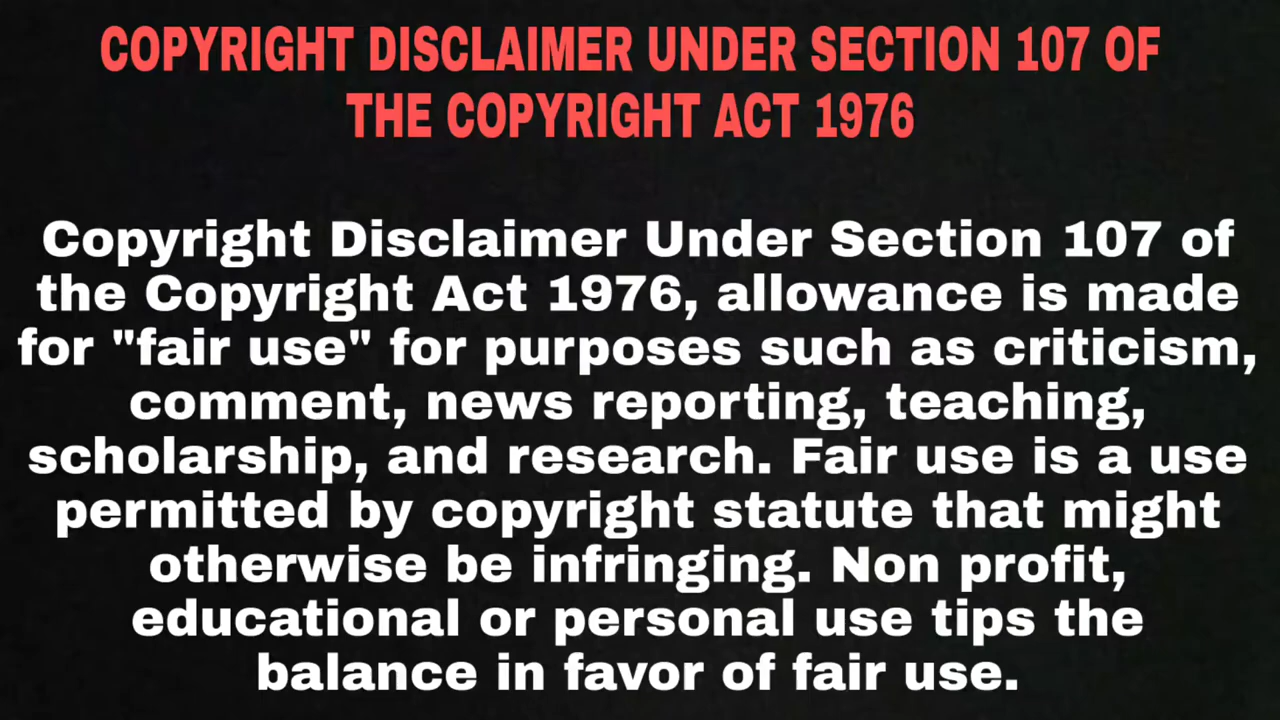 COPYRIGHT DISCLAIMER UNDER SECTION 107 OF
THE COPYRIGHT ACT 1976
Copyright Disclaimer Under Section 107 of
the Copyright Act 1976, allowance is made
for "fair use" for purposes such as criticism,
comment, news reporting, teaching,
scholarship, and research. Fair use is a use
permitted by copyright statute that might
otherwise be infringing. Non profit,
educational or personal use tips the
balance in favor of fair use.